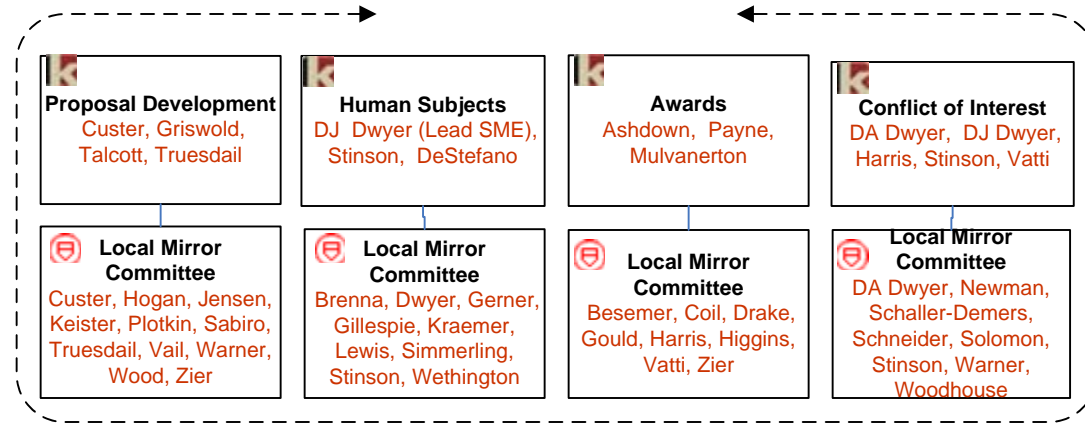 Proposal Development
Custer, Griswold,
Talcott, Truesdail
Human Subjects
DJ Dwyer (Lead SME),
Stinson, DeStefano
Awards
Ashdown, Payne,
Mulvanerton
Conflict of Interest
DA Dwyer, DJ Dwyer,
Harris, Stinson, Vatti
Local Mirror
Committee
Custer, Hogan, Jensen,
Keister, Plotkin, Sabiro,
Truesdail, Vail, Warner,
Wood, Zier
Local Mirror
Committee
Brenna, Dwyer, Gerner,
Gillespie, Kraemer,
Lewis, Simmerling,
Stinson, Wethington
Local Mirror
Committee
Besemer, Coil, Drake,
Gould, Harris, Higgins,
Vatti, Zier
Local Mirror
Committee
DA Dwyer, Newman,
Schaller-Demers,
Schneider, Solomon,
Stinson, Warner,
Woodhouse